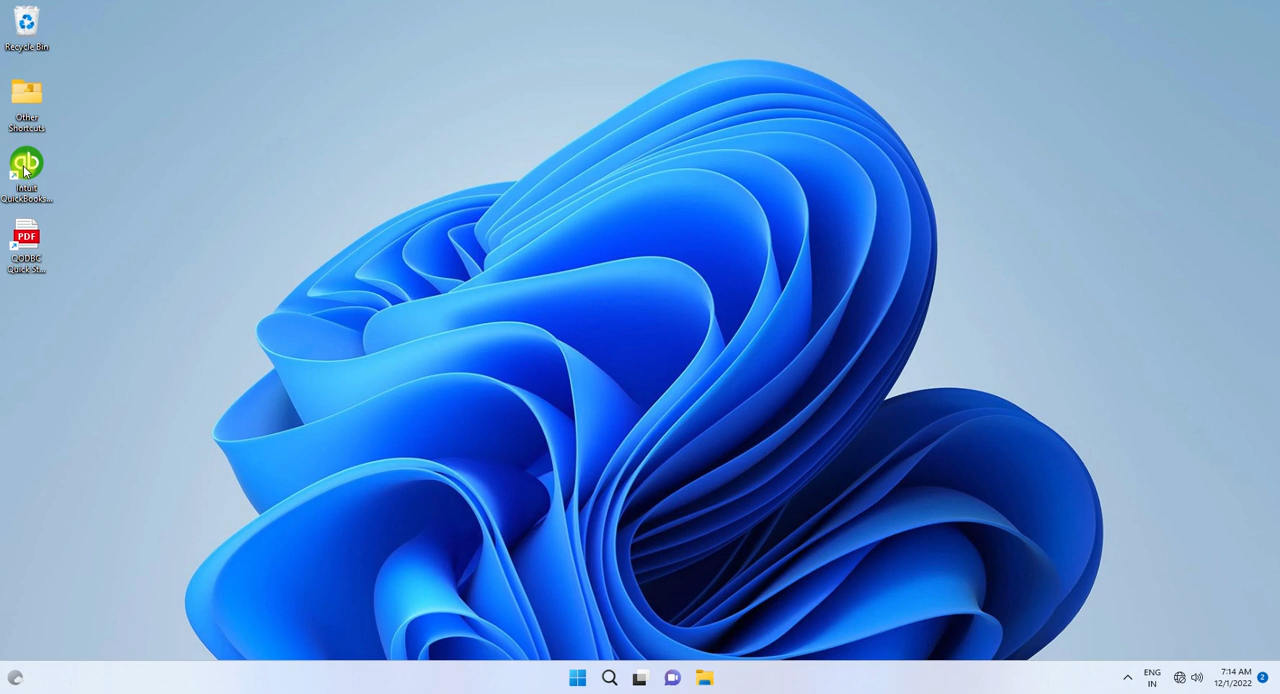 Recycle Bin
Other
Shortcuts
qb
Intuit
QuickBooks...
PDF
QODBC
Quick St...
ENG
IN
7:14 AM
12/1/2022
2